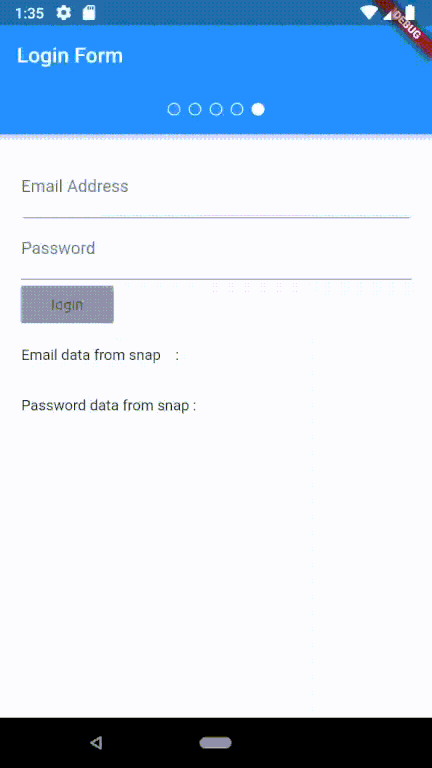 1:35
DEBUG
Login Form
Email Address
Password
login
Email data from snap :
Password data from snap :